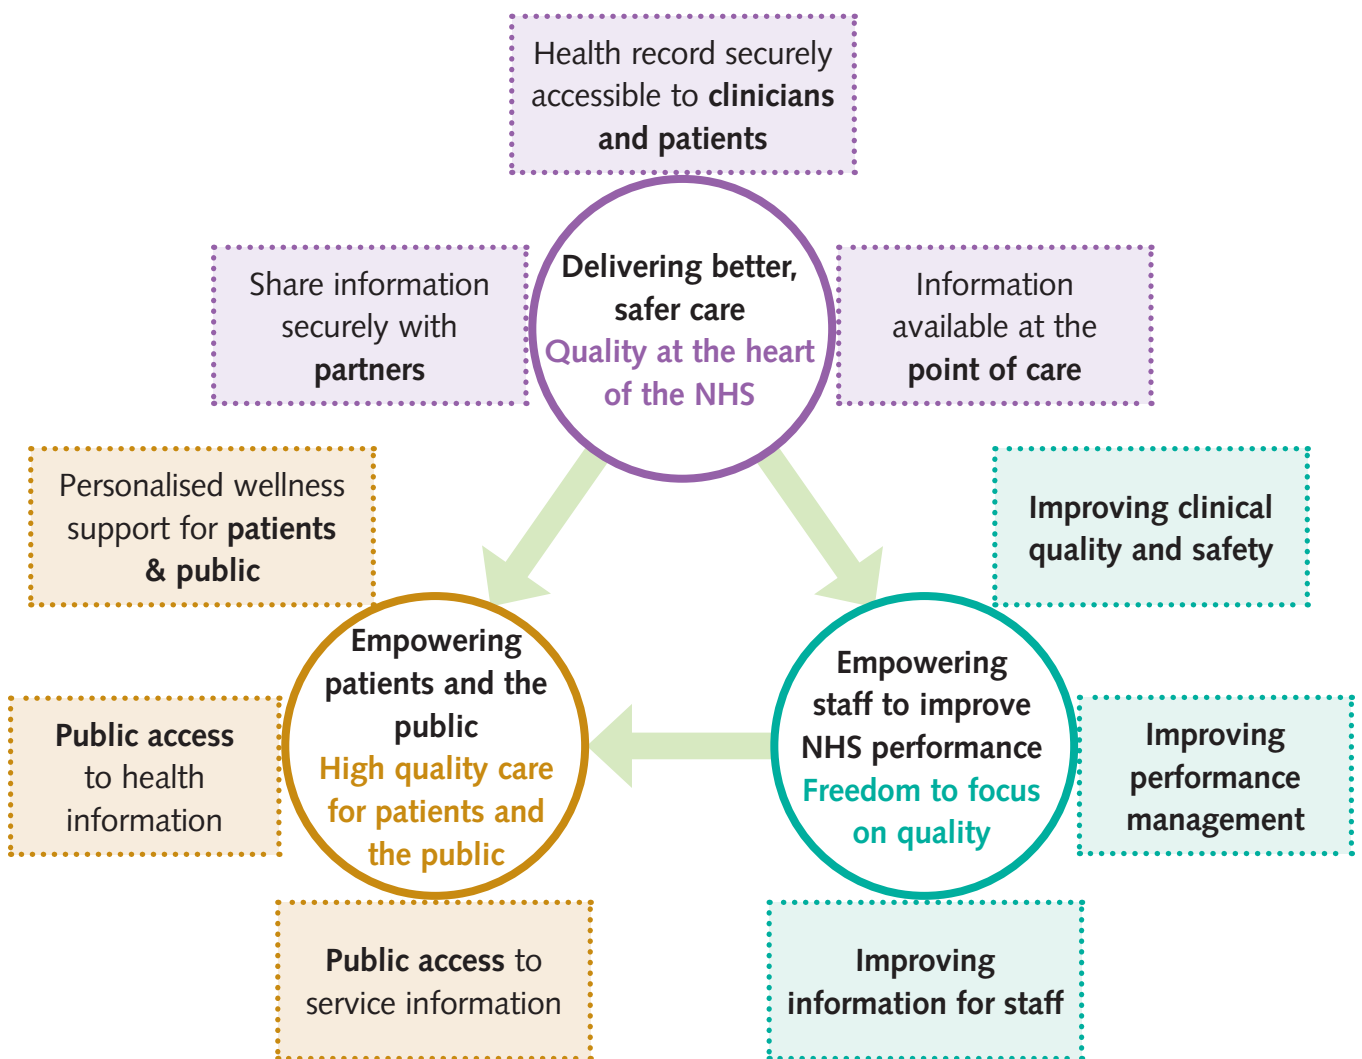 Health record securely
accessible to clinicians
and patients
Share information
securely with
partners
Delivering better,
safer care
Quality at the heart
of the NHS
Information
available at the
point of care
Personalised wellness
support for patients
& public
Improving clinical
quality and safety
Empowering
patients and the
public
High quality care
for patients and
the public
Empowering
staff to improve
NHS performance
Freedom to focus
on quality
Public access
to health
information
Improving
performance
management
Public access to
service information
Improving
information for staff